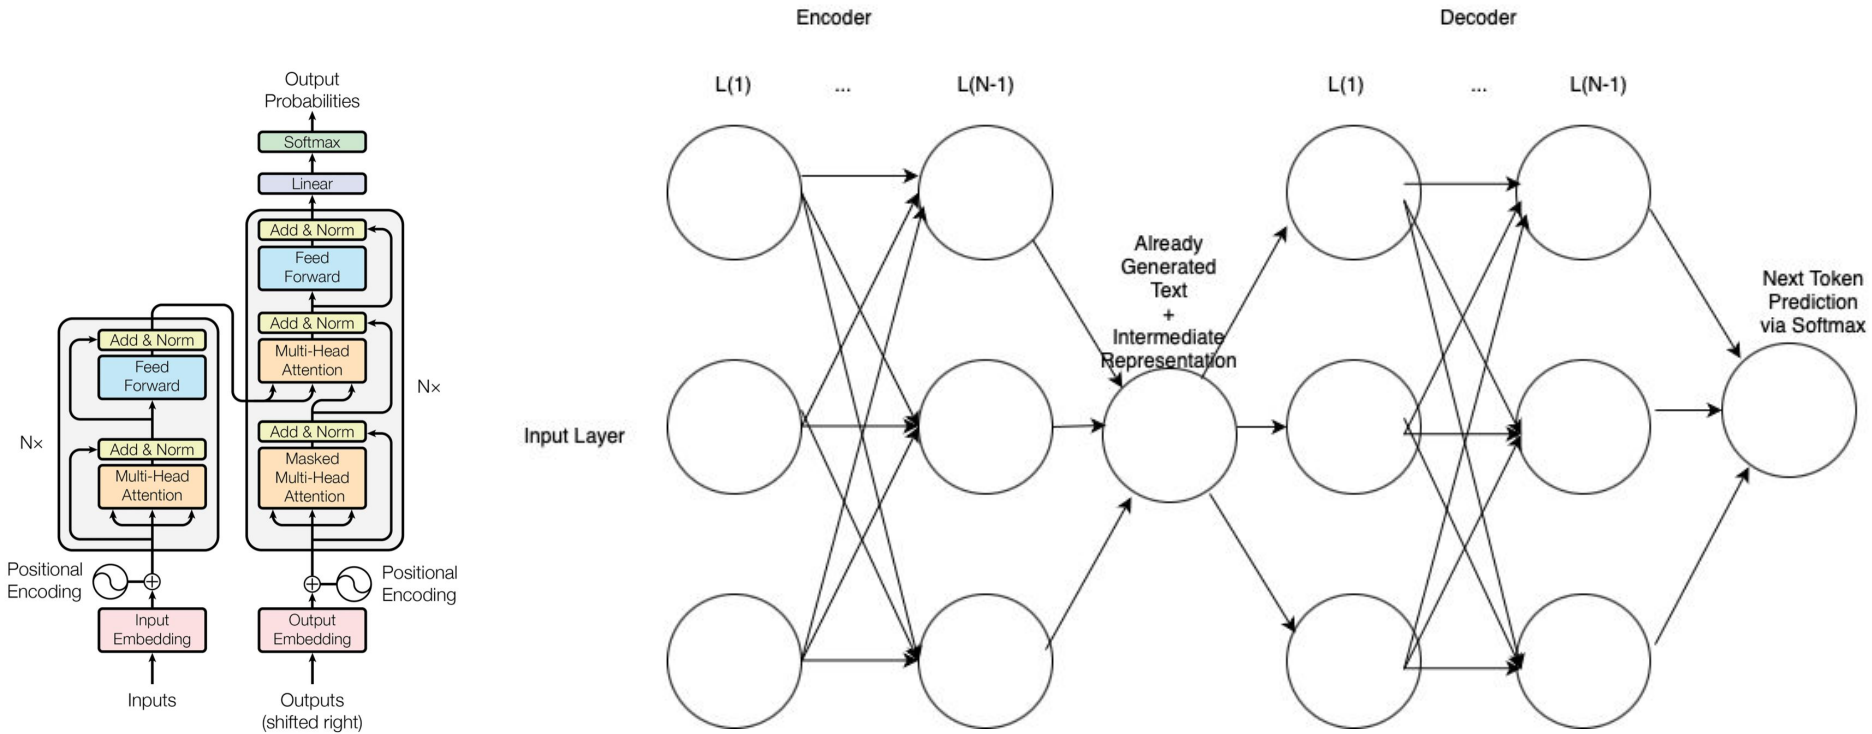 Output
Probabilities
Softmax
Linear
Add & Norm
Feed
Forward
Add & Norm
Multi-Head
Attention
Add & Norm
Masked
Multi-Head
Attention
Nx
Add & Norm
Feed
Forward
Add & Norm
Multi-Head
Attention
Nx
Positional
Encoding
Positional
Encoding
Input
Embedding
Output
Embedding
Inputs
Outputs
(shifted right)
Encoder
Decoder
L(1)
...
L(N-1)
L(1)
...
L(N-1)
Input Layer
Already
Generated
Text
+
Intermediate
Representation
Next Token
Prediction
via Softmax